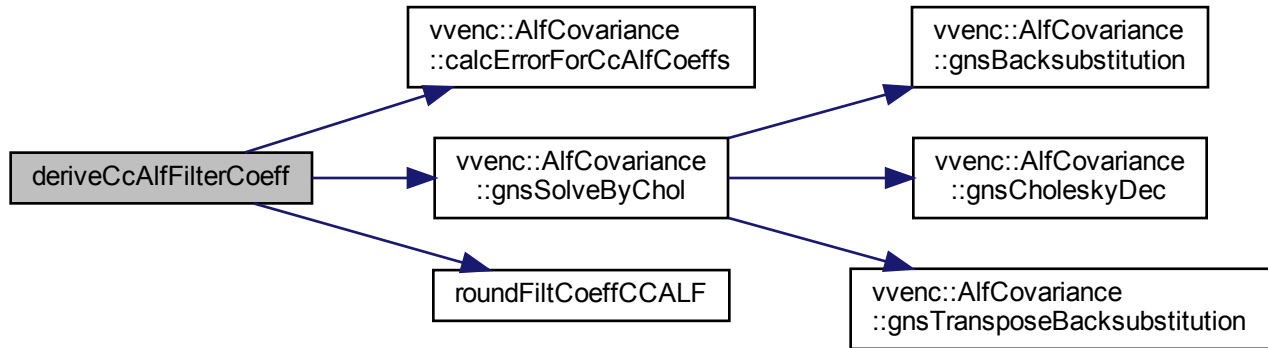 deriveCcAlfFilterCoeff
vvenc::AlfCovariance
::calcErrorForCcAlfCoeffs
vvenc::AlfCovariance
::gnsSolveByChol
roundFiltCoeffCCALF
vvenc::AlfCovariance
::gnsBacksubstitution
vvenc::AlfCovariance
::gnsCholeskyDec
vvenc::AlfCovariance
::gnsTransposeBacksubstitution